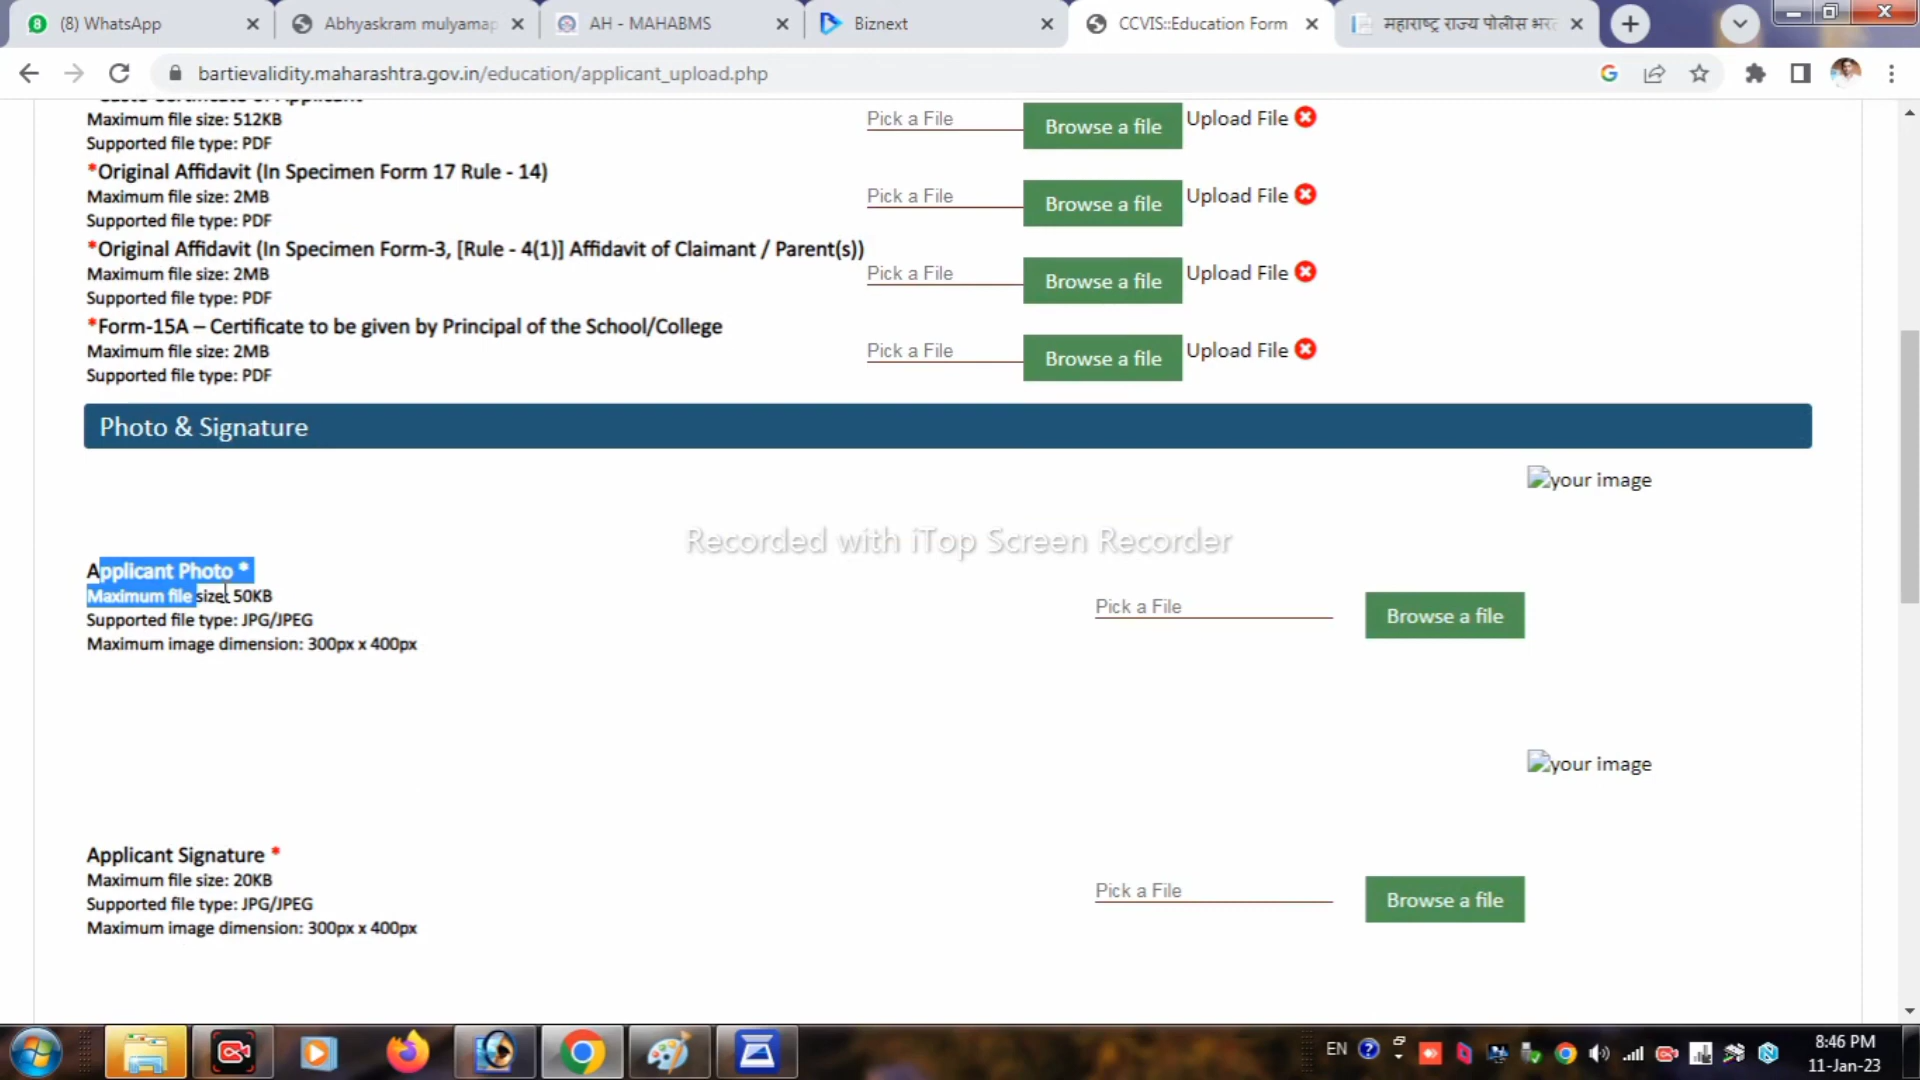 (8) WhatsApp
Abhyaskram mulyamap
AH - MAHABMS
Biznext
CCVIS::Education Form
महाराष्ट्र राज्य पोलीस भर
bartievalidity.maharashtra.gov.in/education/applicant_upload.php
Caste Certificate of Applicant
Maximum file size: 512KB
Supported file type: PDF
Pick a File
Browse a file
Upload File
*Original Affidavit (In Specimen Form 17 Rule - 14)
Maximum file size: 2MB
Supported file type: PDF
Pick a File
Browse a file
Upload File
*Original Affidavit (In Specimen Form-3, [Rule - 4(1)] Affidavit of Claimant / Parent(s))
Maximum file size: 2MB
Supported file type: PDF
Pick a File
Browse a file
Upload File
*Form-15A – Certificate to be given by Principal of the School/College
Maximum file size: 2MB
Supported file type: PDF
Pick a File
Browse a file
Upload File
Photo & Signature
your image
Recorded with iTop Screen Recorder
Applicant Photo *
Maximum file size: 50KB
Supported file type: JPG/JPEG
Maximum image dimension: 300px x 400px
Pick a File
Browse a file
your image
Applicant Signature *
Maximum file size: 20KB
Supported file type: JPG/JPEG
Maximum image dimension: 300px x 400px
Pick a File
Browse a file
EN
8:46 PM
11-Jan-23